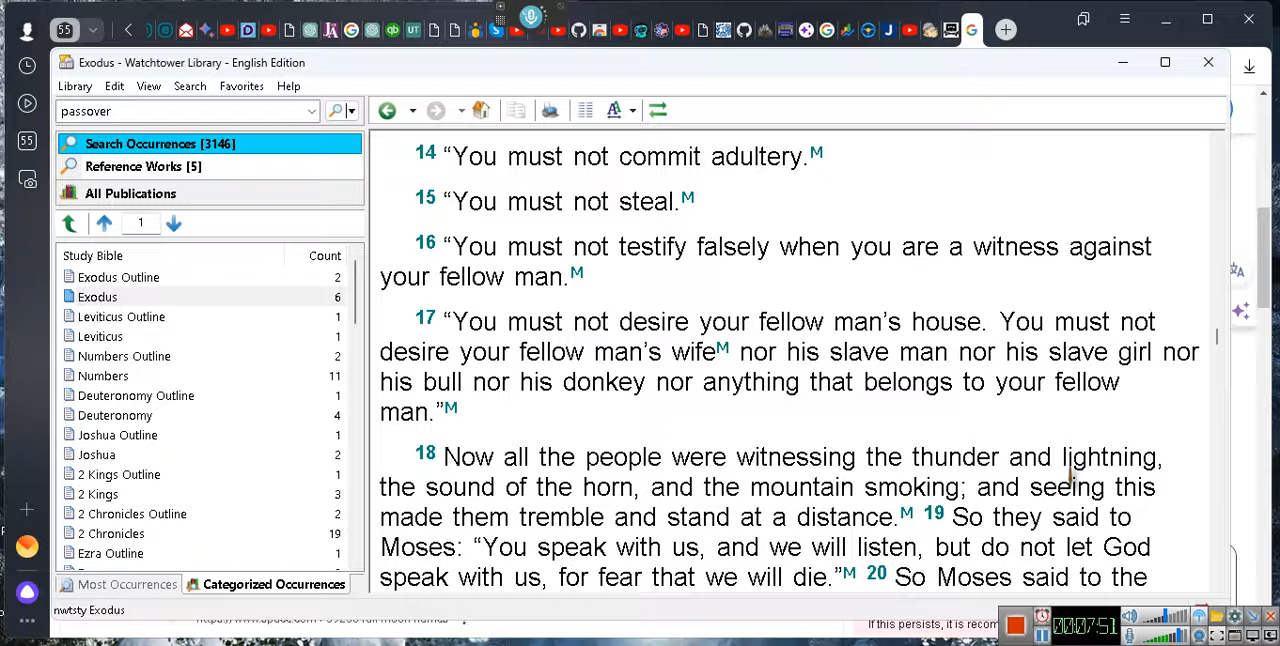 55
Exodus - Watchtower Library - English Edition
Library Edit View Search Favorites Help
passover
Search Occurrences [3146]
Reference Works [5]
All Publications
1
Study Bible Count
Exodus Outline 2
Exodus 6
Leviticus Outline 1
Leviticus 1
Numbers Outline 2
Numbers 11
Deuteronomy Outline 1
Deuteronomy 4
Joshua Outline 1
Joshua 2
2 Kings Outline 1
2 Kings 3
2 Chronicles Outline 1
2 Chronicles 19
Ezra Outline 1
Most Occurrences Categorized Occurrences
nwtsty Exodus
14 “You must not commit adultery.M
15 “You must not steal.M
16 “You must not testify falsely when you are a witness against
your fellow man.M
17 “You must not desire your fellow man’s house. You must not
desire your fellow man’s wifeM nor his slave man nor his slave girl nor
his bull nor his donkey nor anything that belongs to your fellow
man.”M
18 Now all the people were witnessing the thunder and lightning,
the sound of the horn, and the mountain smoking; and seeing this
made them tremble and stand at a distance.M 19 So they said to
Moses: “You speak with us, and we will listen, but do not let God
speak with us, for fear that we will die.”M 20 So Moses said to the
If this persists, it is recom
00:07:51
55